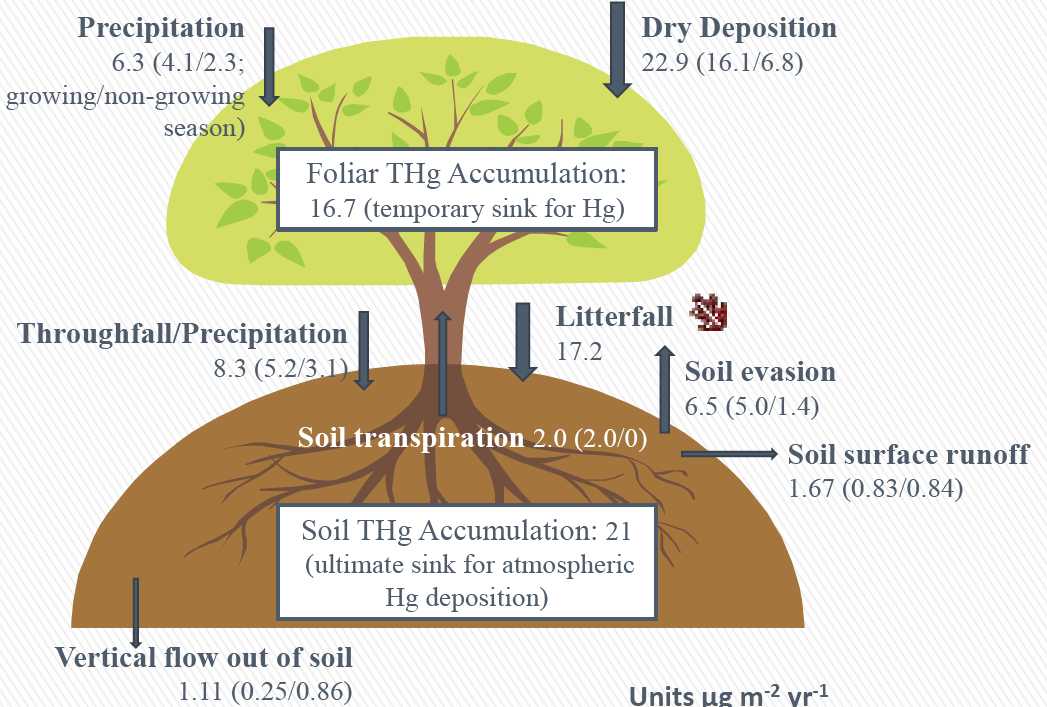 Precipitation
6.3 (4.1/2.3;
growing/non-growing
season)
Dry Deposition
22.9 (16.1/6.8)
Foliar THg Accumulation:
16.7 (temporary sink for Hg)
Throughfall/Precipitation
8.3 (5.2/3.1)
Litterfall
17.2
Soil evasion
6.5 (5.0/1.4)
Soil transpiration 2.0 (2.0/0)
Soil surface runoff
1.67 (0.83/0.84)
Soil THg Accumulation: 21
(ultimate sink for atmospheric
Hg deposition)
Vertical flow out of soil
1.11 (0.25/0.86)
Units µg m⁻² yr⁻¹